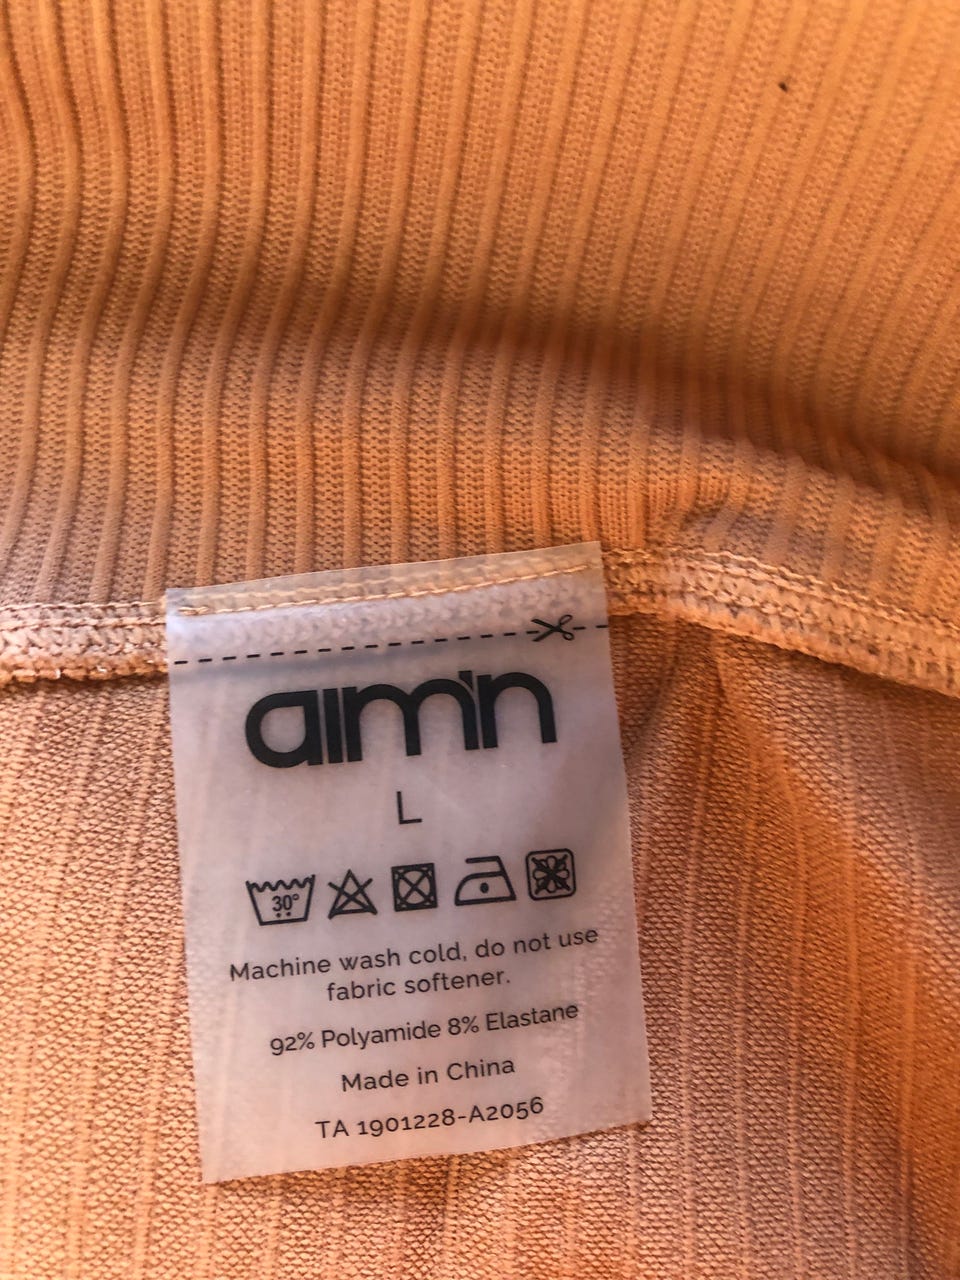 aim'n
L
30°
Machine wash cold, do not use
fabric softener.
92% Polyamide 8% Elastane
Made in China
TA 1901228-A2056